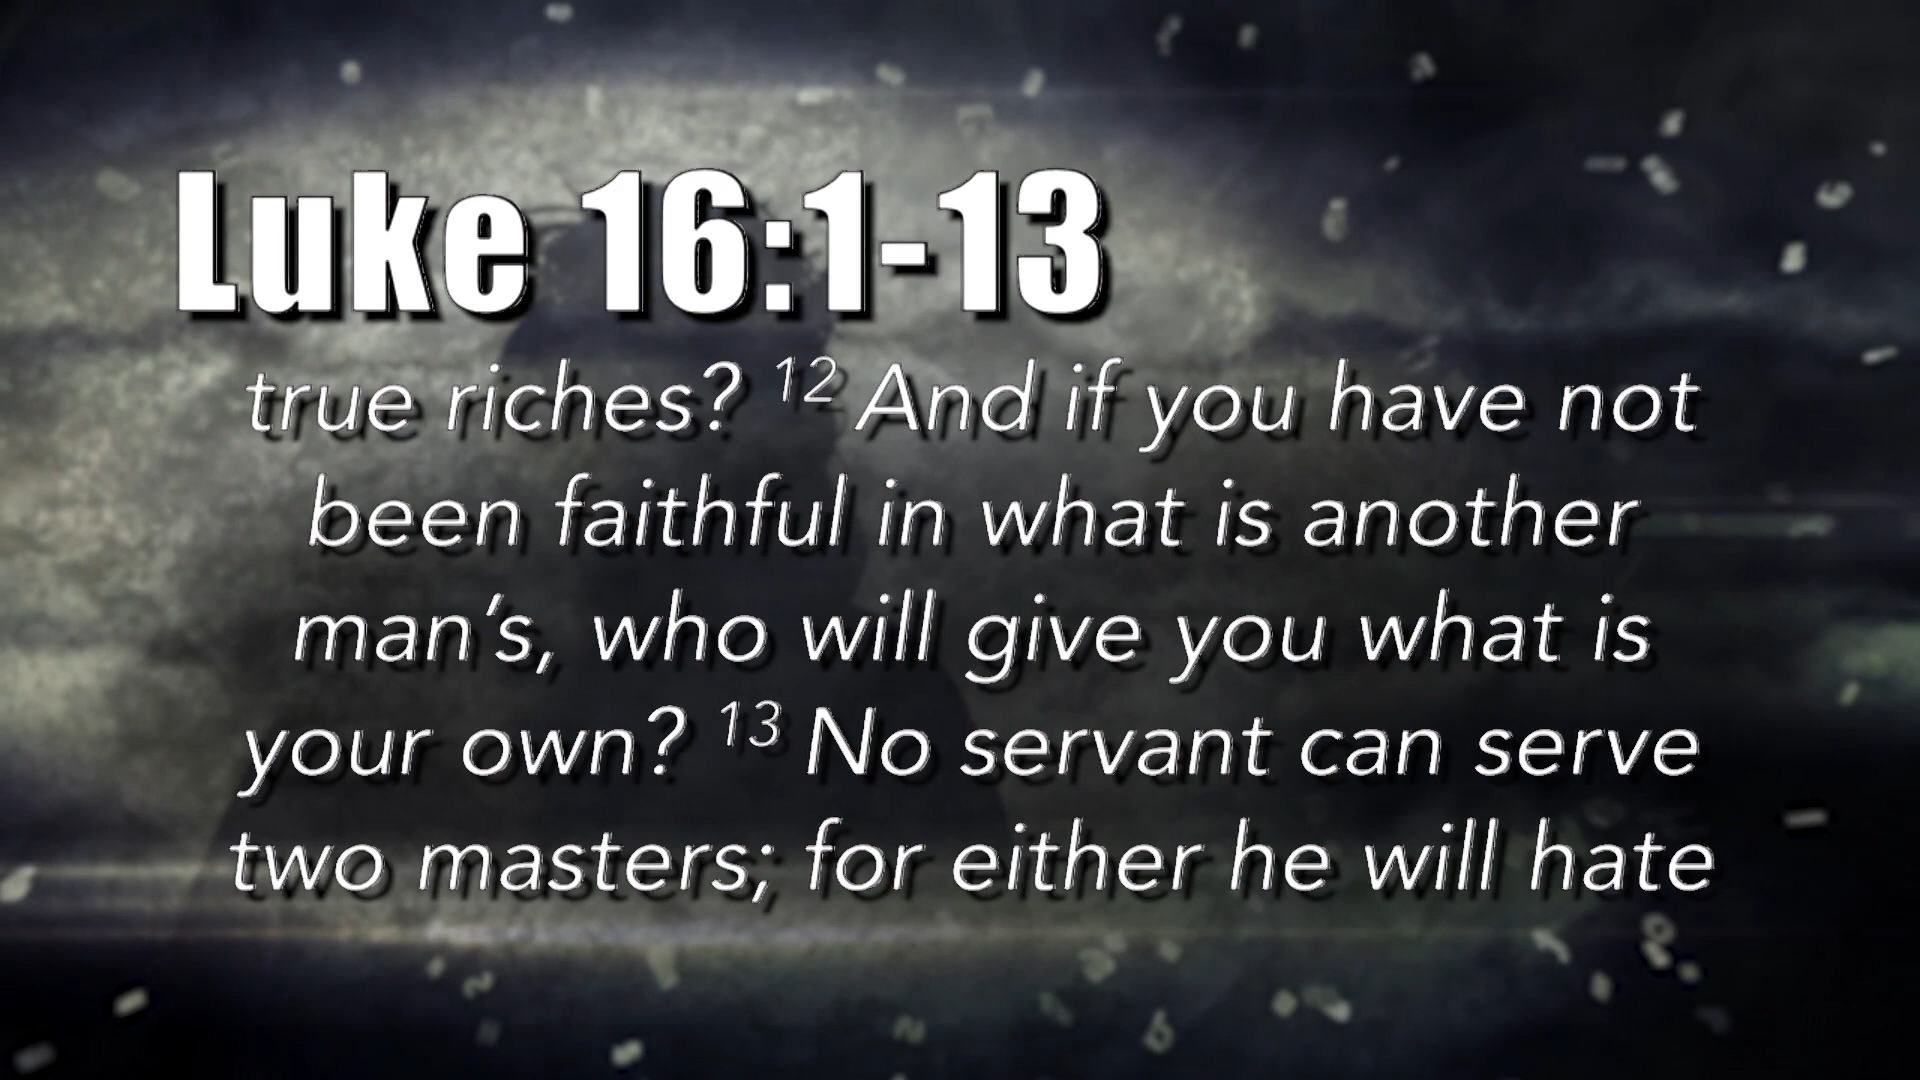 Luke 16:1-13
true riches? 12 And if you have not
been faithful in what is another
man’s, who will give you what is
your own? 13 No servant can serve
two masters; for either he will hate